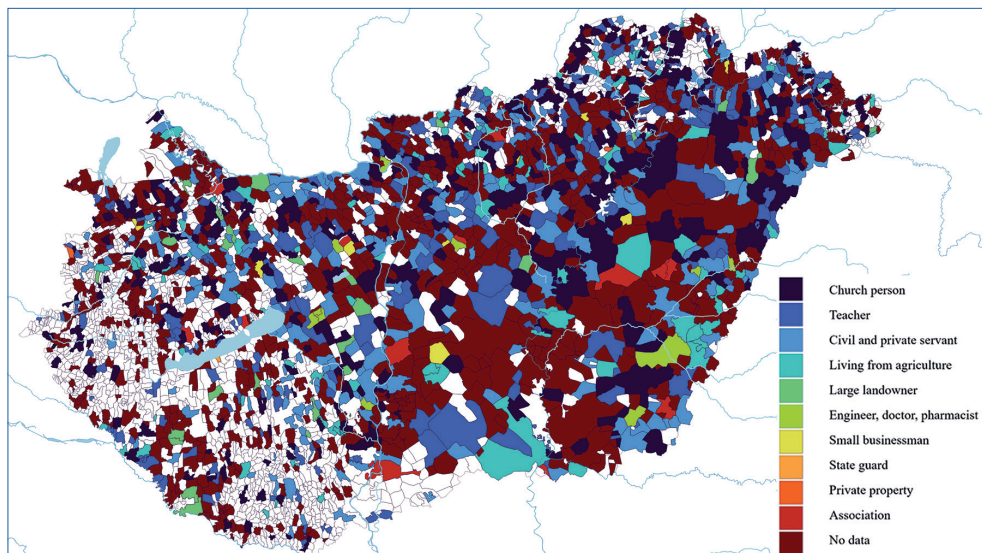 Church person
Teacher
Civil and private servant
Living from agriculture
Large landowner
Engineer, doctor, pharmacist
Small businessman
State guard
Private property
Association
No data